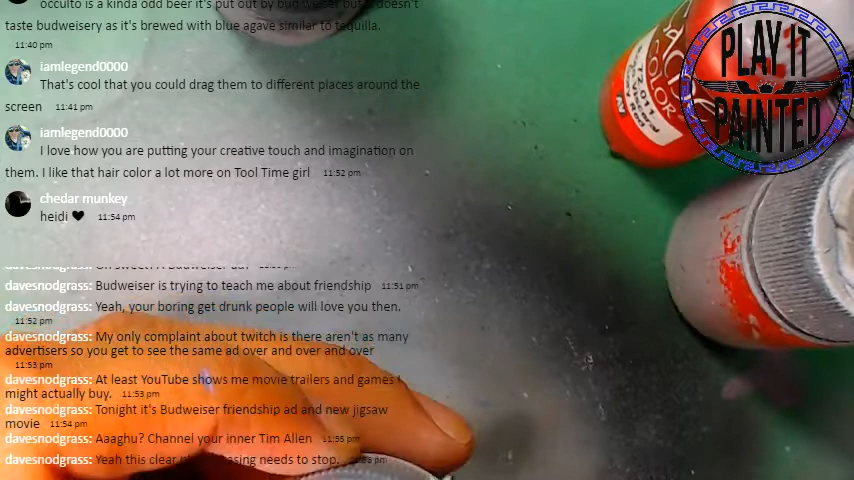 occulto is a kinda odd beer it's put out by bud doesn't
taste budweisery as it's brewed with blue agave similar to tequilla.
11:40 pm
iamlegend0000
That's cool that you could drag them to different places around the
screen 11:41 pm
iamlegend0000
I love how you are putting your creative touch and imagination on
them. I like that hair color a lot more on Tool Time girl 11:52 pm
chedar munkey
heidi 🖤 11:54 pm
davesnodgrass: Budweiser is trying to teach me about friendship 11:51 pm
davesnodgrass: Yeah, your boring get drunk people will love you then.
11:52 pm
davesnodgrass: My only complaint about twitch is there aren't as many
advertisers so you get to see the same ad over and over and over
11:53 pm
davesnodgrass: At least YouTube shows me movie trailers and games I
might actually buy. 11:53 pm
davesnodgrass: Tonight it's Budweiser friendship ad and new jigsaw
movie 11:54 pm
davesnodgrass: Aaaghu? Channel your inner Tim Allen 11:55 pm
davesnodgrass: Yeah this clear needs to stop.
COLOR
72.011
PLAY IT
PAINTED